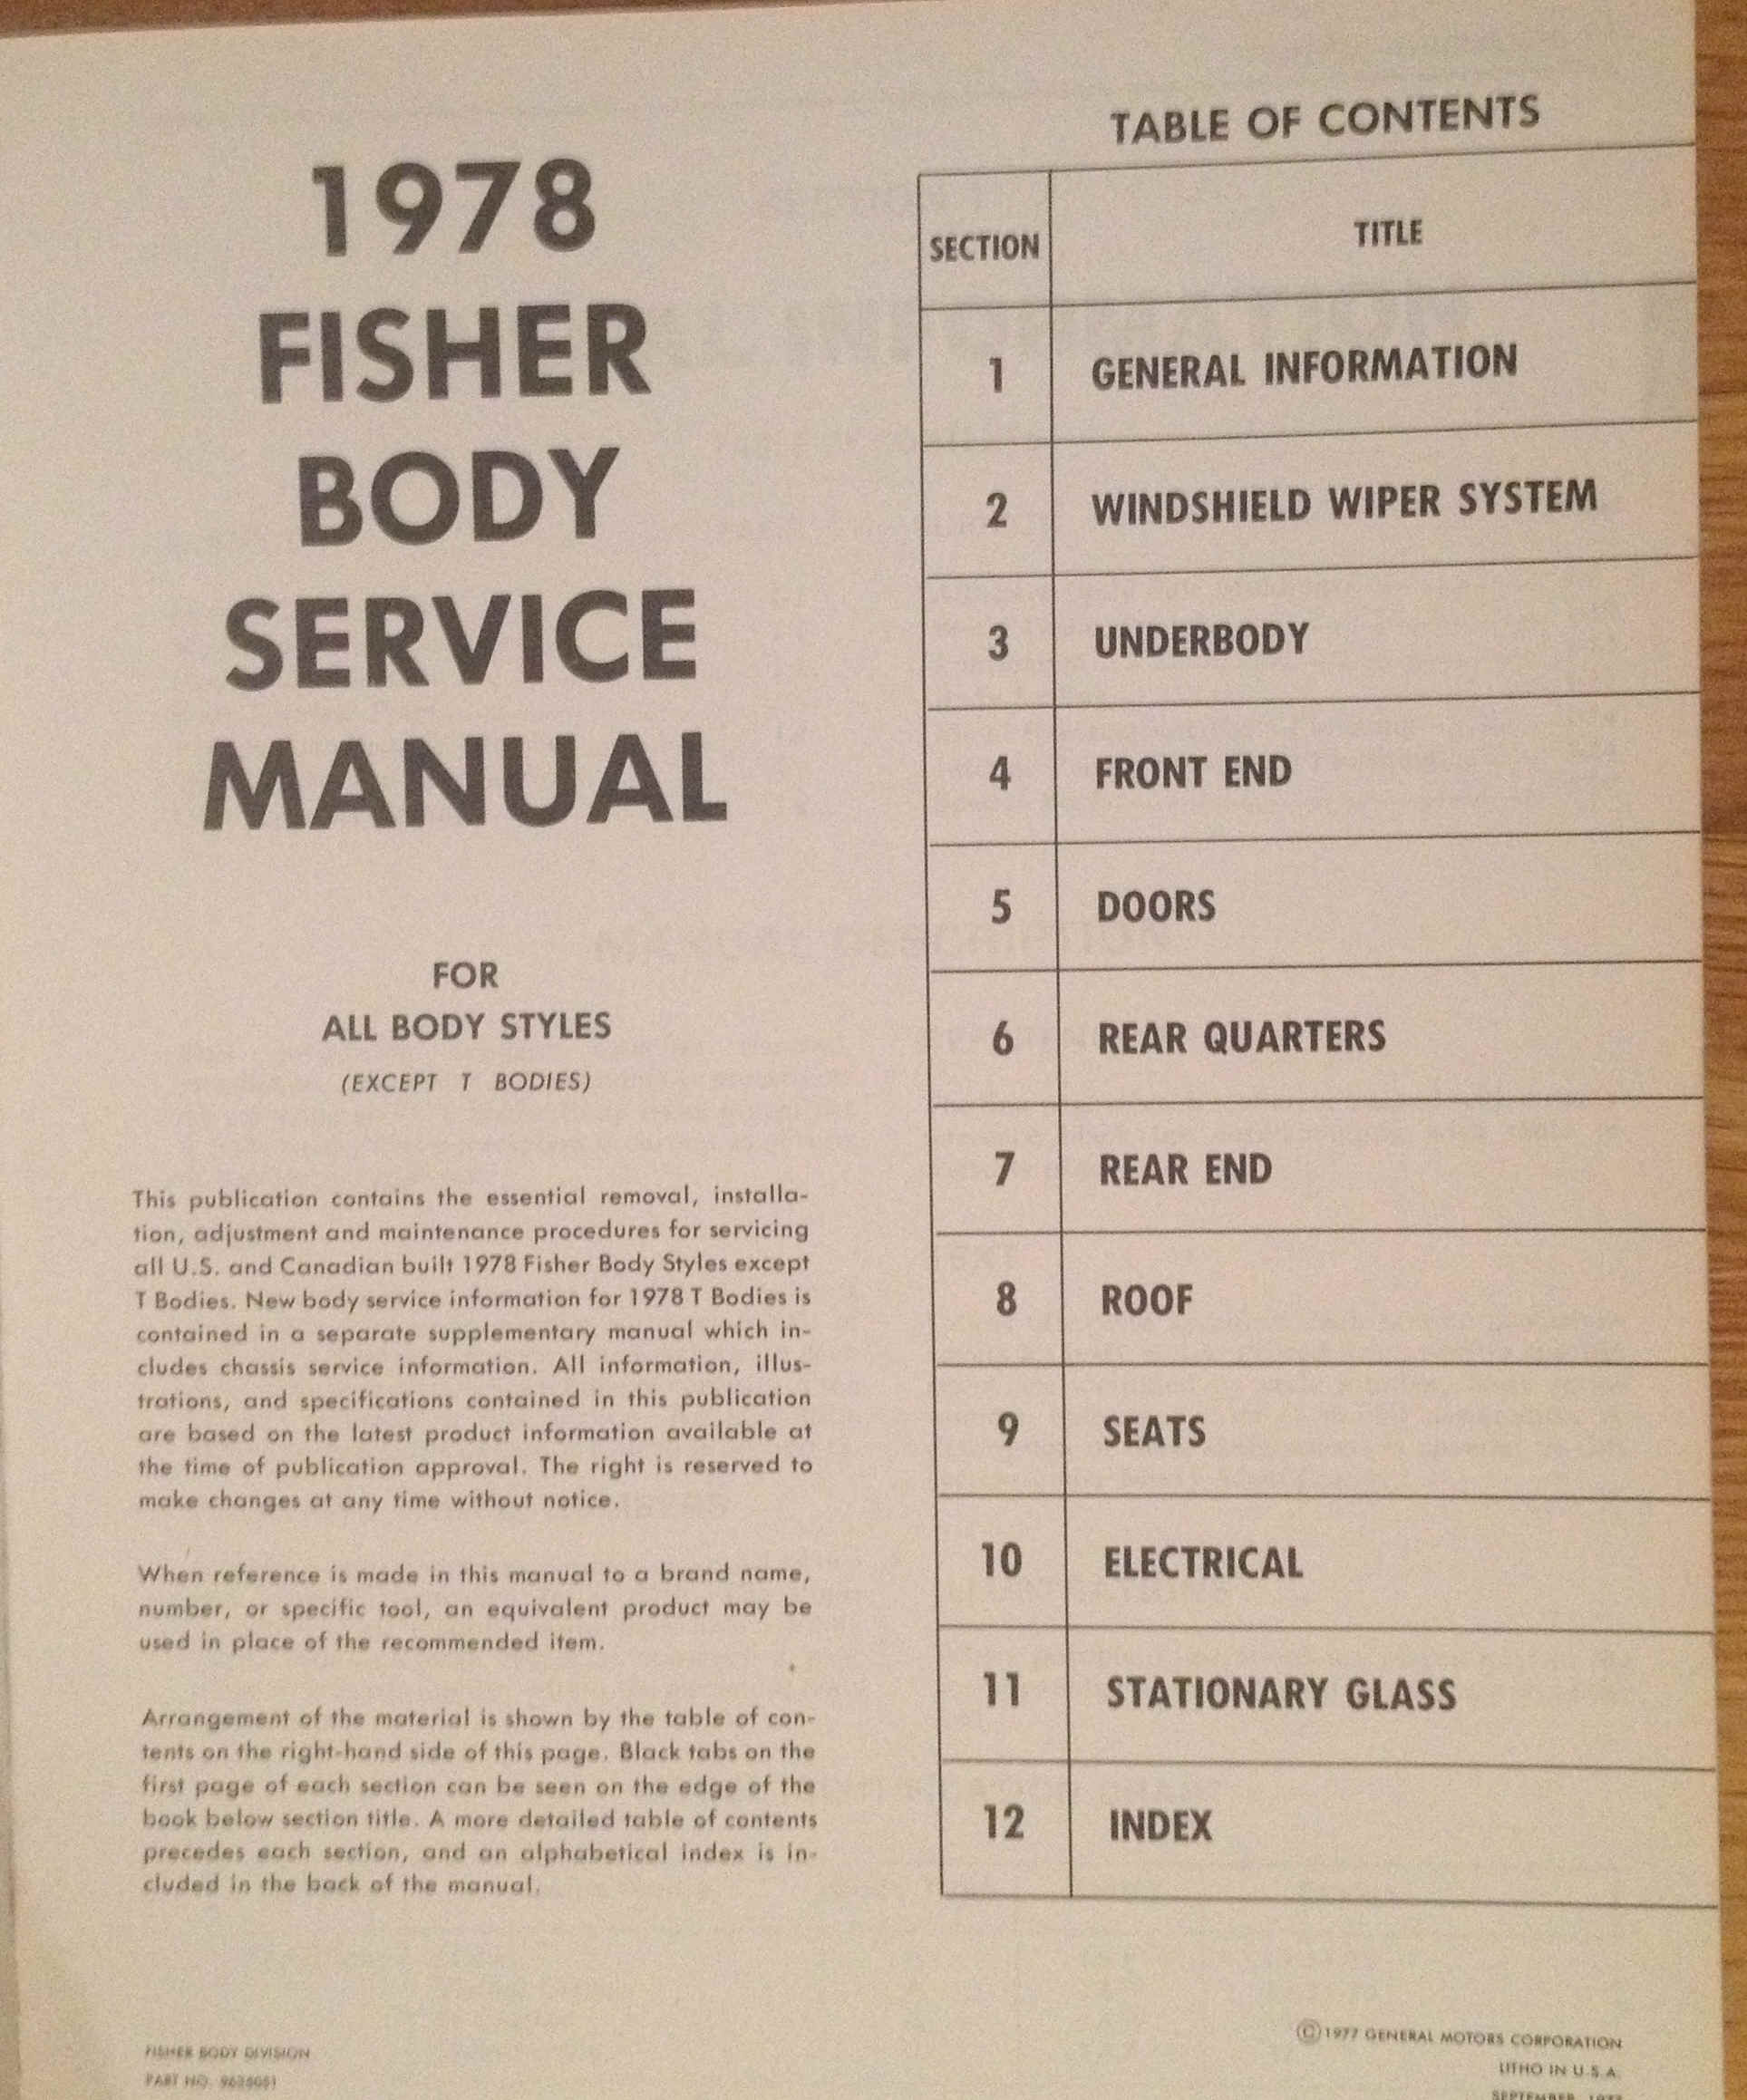 1978
FISHER
BODY
SERVICE
MANUAL
FOR
ALL BODY STYLES
(EXCEPT T BODIES)
This publication contains the essential removal, installa-
tion, adjustment and maintenance procedures for servicing
all U.S. and Canadian built 1978 Fisher Body Styles except
T Bodies. New body service information for 1978 T Bodies is
contained in a separate supplementary manual which in-
cludes chassis service information. All information, illus-
trations, and specifications contained in this publication
are based on the latest product information available at
the time of publication approval. The right is reserved to
make changes at any time without notice.
When reference is made in this manual to a brand name,
number, or specific tool, an equivalent product may be
used in place of the recommended item.
Arrangement of the material is shown by the table of con-
tents on the right-hand side of this page. Black tabs on the
first page of each section can be seen on the edge of the
book below section title. A more detailed table of contents
precedes each section, and an alphabetical index is in-
cluded in the back of the manual.
FISHER BODY DIVISION
PART NO.
TABLE OF CONTENTS
SECTION TITLE
1 GENERAL INFORMATION
2 WINDSHIELD WIPER SYSTEM
3 UNDERBODY
4 FRONT END
5 DOORS
6 REAR QUARTERS
7 REAR END
8 ROOF
9 SEATS
10 ELECTRICAL
11 STATIONARY GLASS
12 INDEX
©1977 GENERAL MOTORS CORPORATION
LITHO IN U.S.A.
SEPTEMBER, 1977